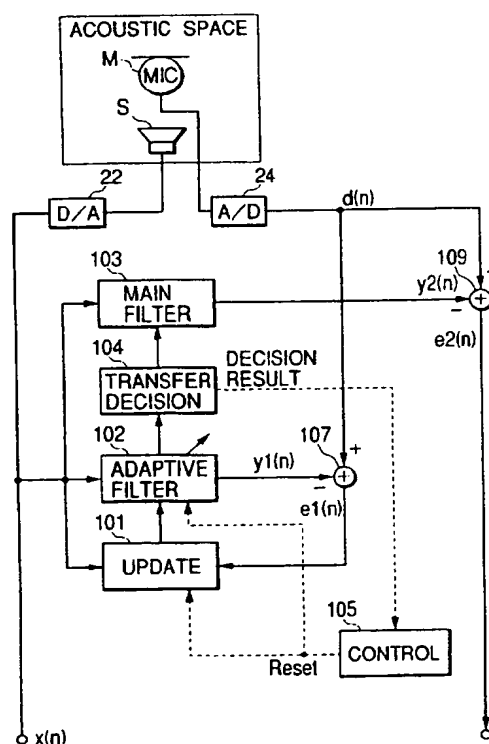 ACOUSTIC SPACE
M
MIC
S
22
D/A
24
A/D
d(n)
103
MAIN
FILTER
y2(n)
+
109
+
−
e2(n)
104
TRANSFER
DECISION
DECISION
RESULT
102
ADAPTIVE
FILTER
y1(n)
107
+
+
−
e1(n)
101
UPDATE
105
CONTROL
Reset
x(n)